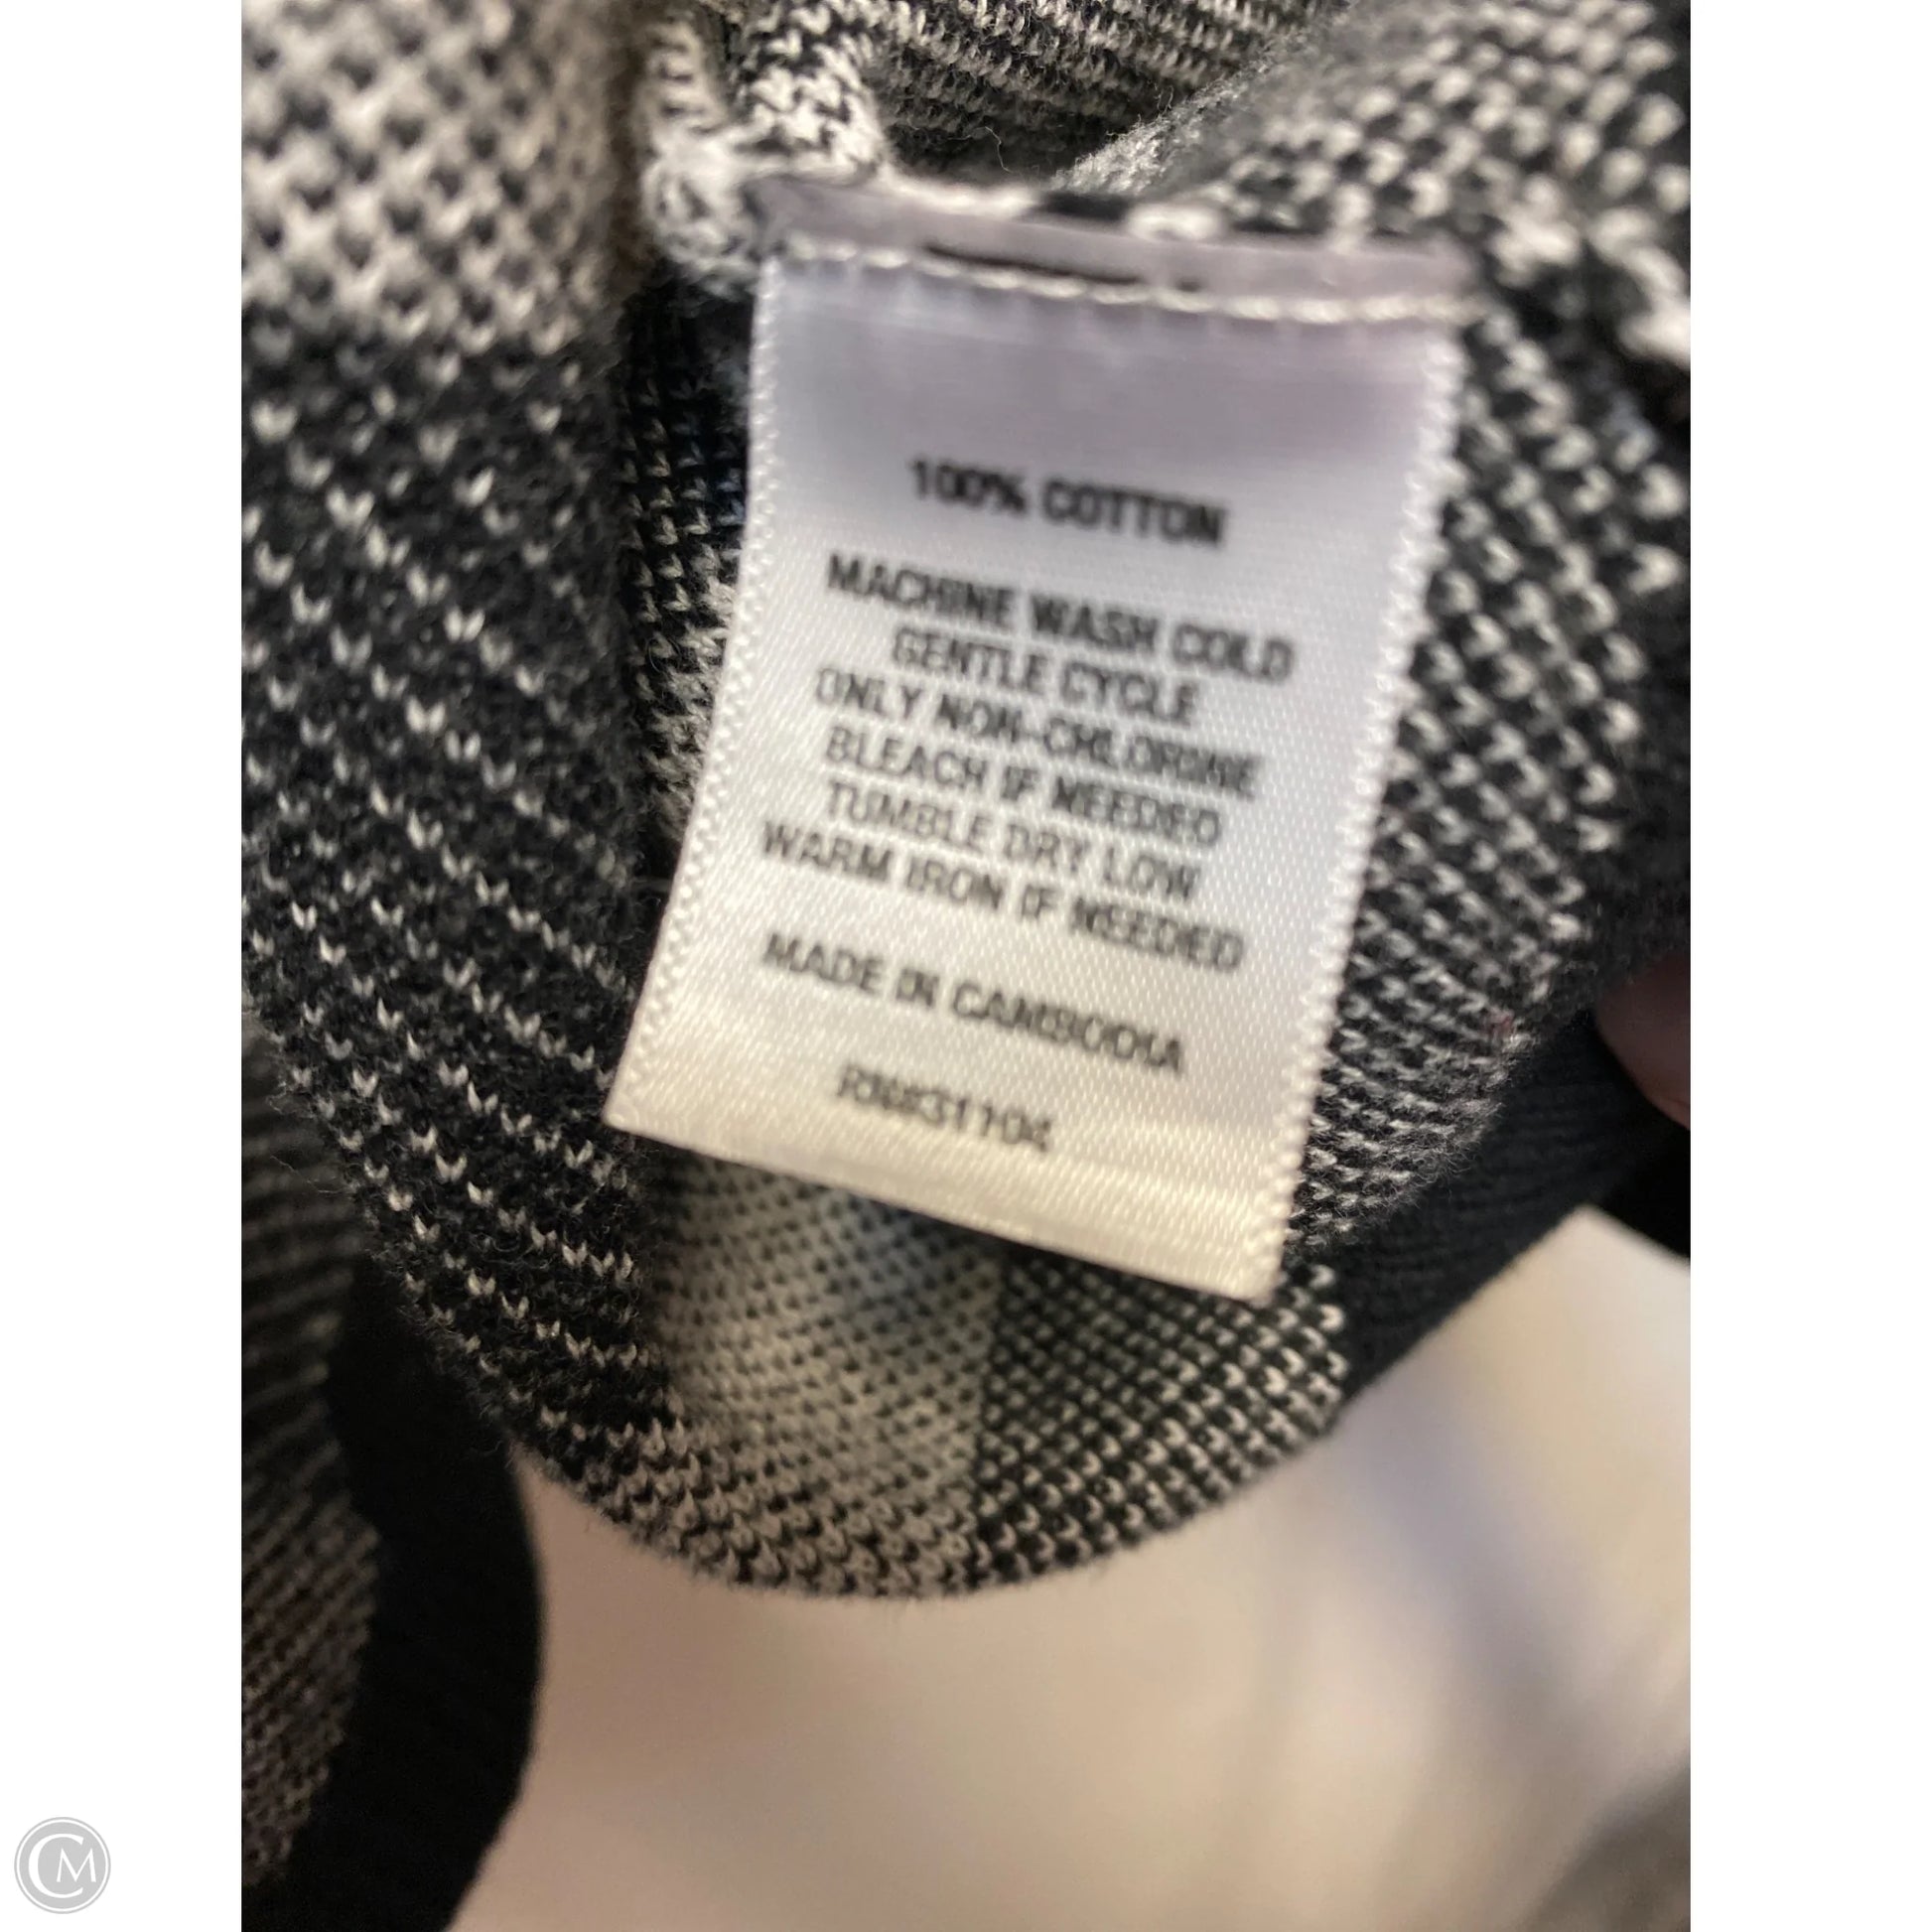 100% COTTON
MACHINE WASH COLD
GENTLE CYCLE
ONLY NON-CHLORINE
BLEACH IF NEEDED
TUMBLE DRY LOW
WARM IRON IF NEEDED
MADE IN CAMBODIA
CM